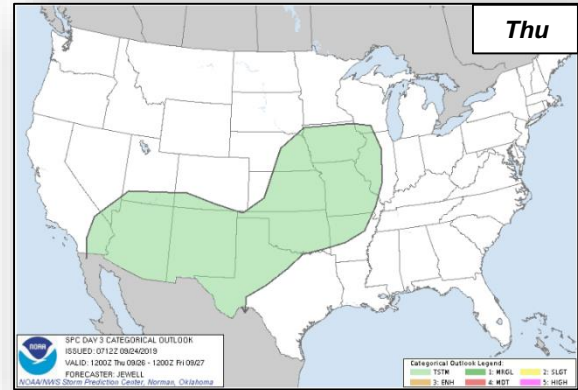 Thu
SPC DAY 3 CATEGORICAL OUTLOOK
ISSUED: 0712Z 09/24/2019
VALID: 1200Z Thu 09/26 - 1200Z Fri 09/27
FORECASTER: JEWELL
NOAA/NWS Storm Prediction Center, Norman, Oklahoma
NOAA
Categorical Outlook Legend:
TSTM 1: MRGL 2: SLGT
3: ENH 4: MDT 5: HIGH